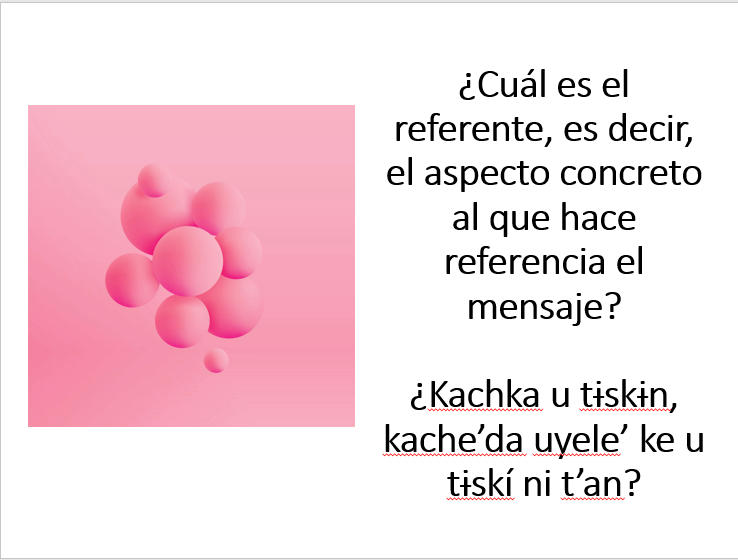 ¿Cuál es el
referente, es decir,
el aspecto concreto
al que hace
referencia el
mensaje?
¿Kachka u tɨskɨn,
kache’da uyele’ ke u
tɨskí ni t’an?